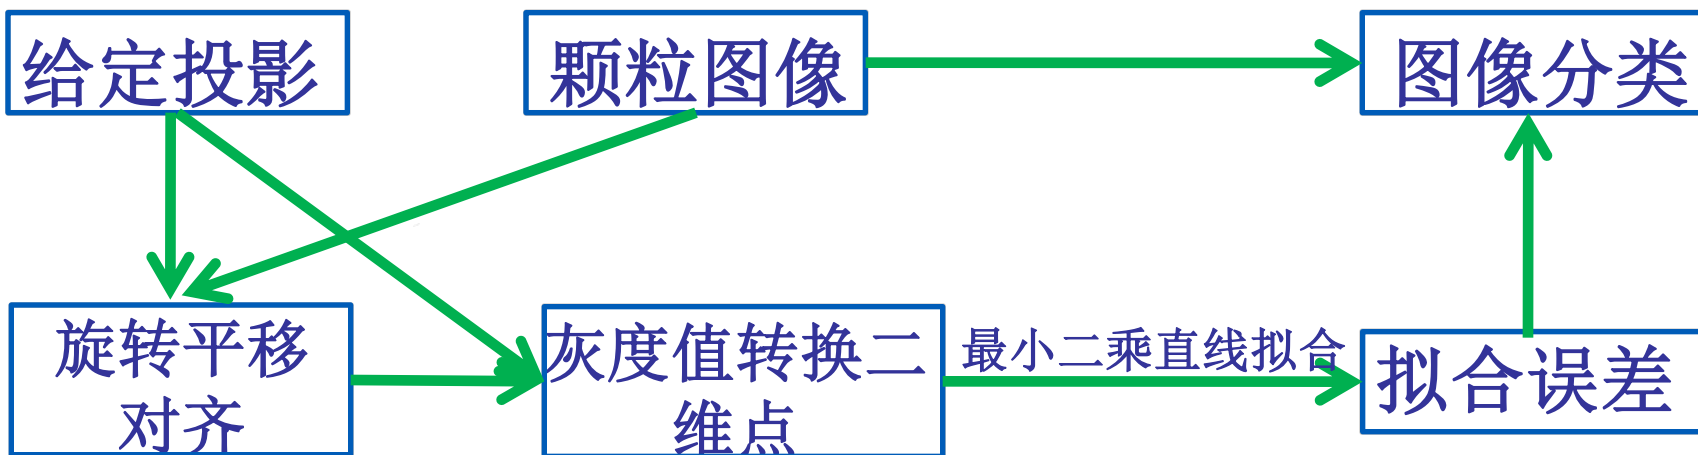 给定投影
颗粒图像
图像分类
旋转平移
对齐
灰度值转换二
维点
最小二乘直线拟合
拟合误差